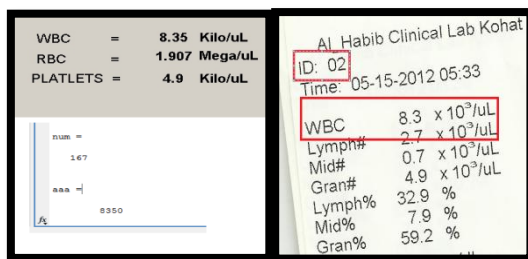 WBC = 8.35 Kilo/uL
RBC = 1.907 Mega/uL
PLATLETS = 4.9 Kilo/uL
num =
167
aaa =
8350
fx
Al_Habib Clinical Lab Kohat
ID: 02
Time: 05-15-2012 05:33
WBC 8.3 x 10³/uL
Lymph# 2.7 x 10³/uL
Mid# 0.7 x 10³/uL
Gran# 4.9 x 10³/uL
Lymph% 32.9 %
Mid% 7.9 %
Gran% 59.2 %